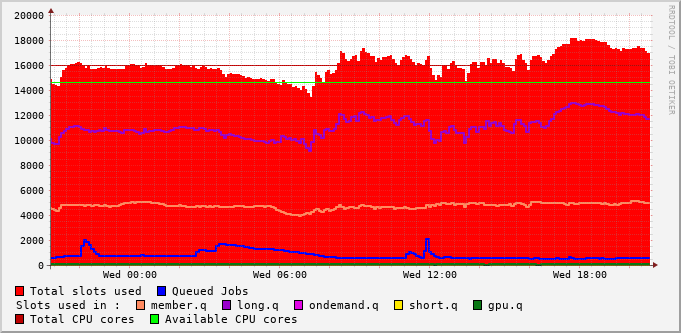 20000
18000
16000
14000
12000
10000
8000
6000
4000
2000
0
Wed 00:00 Wed 06:00 Wed 12:00 Wed 18:00
RRDTOOL / TOBI OETIKER
Total slots used Queued Jobs
Slots used in : member.q long.q ondemand.q short.q gpu.q
Total CPU cores Available CPU cores